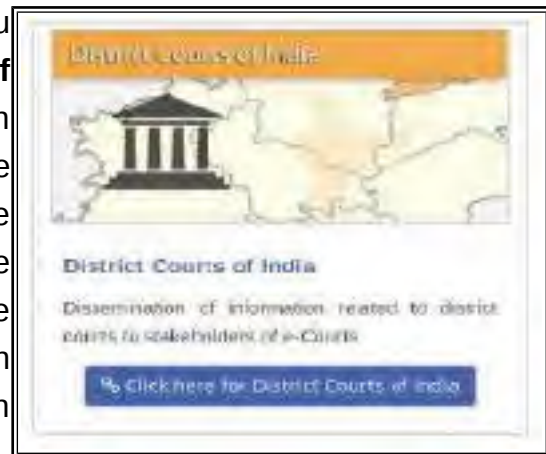 u
f
n
e
e
e
e
n
n
District Courts of India
District Courts of India
Dissemination of information related to district
courts to stakeholders of e-Courts
Click here for District Courts of India